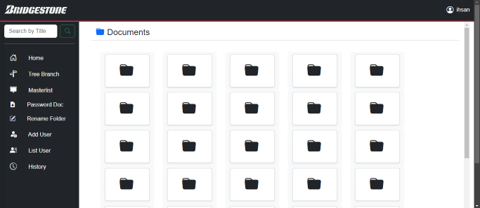 BRIDGESTONE
ihsan
Search by Title
Documents
Home
Tree Branch
Masterlist
Password Doc
Rename Folder
Add User
List User
History